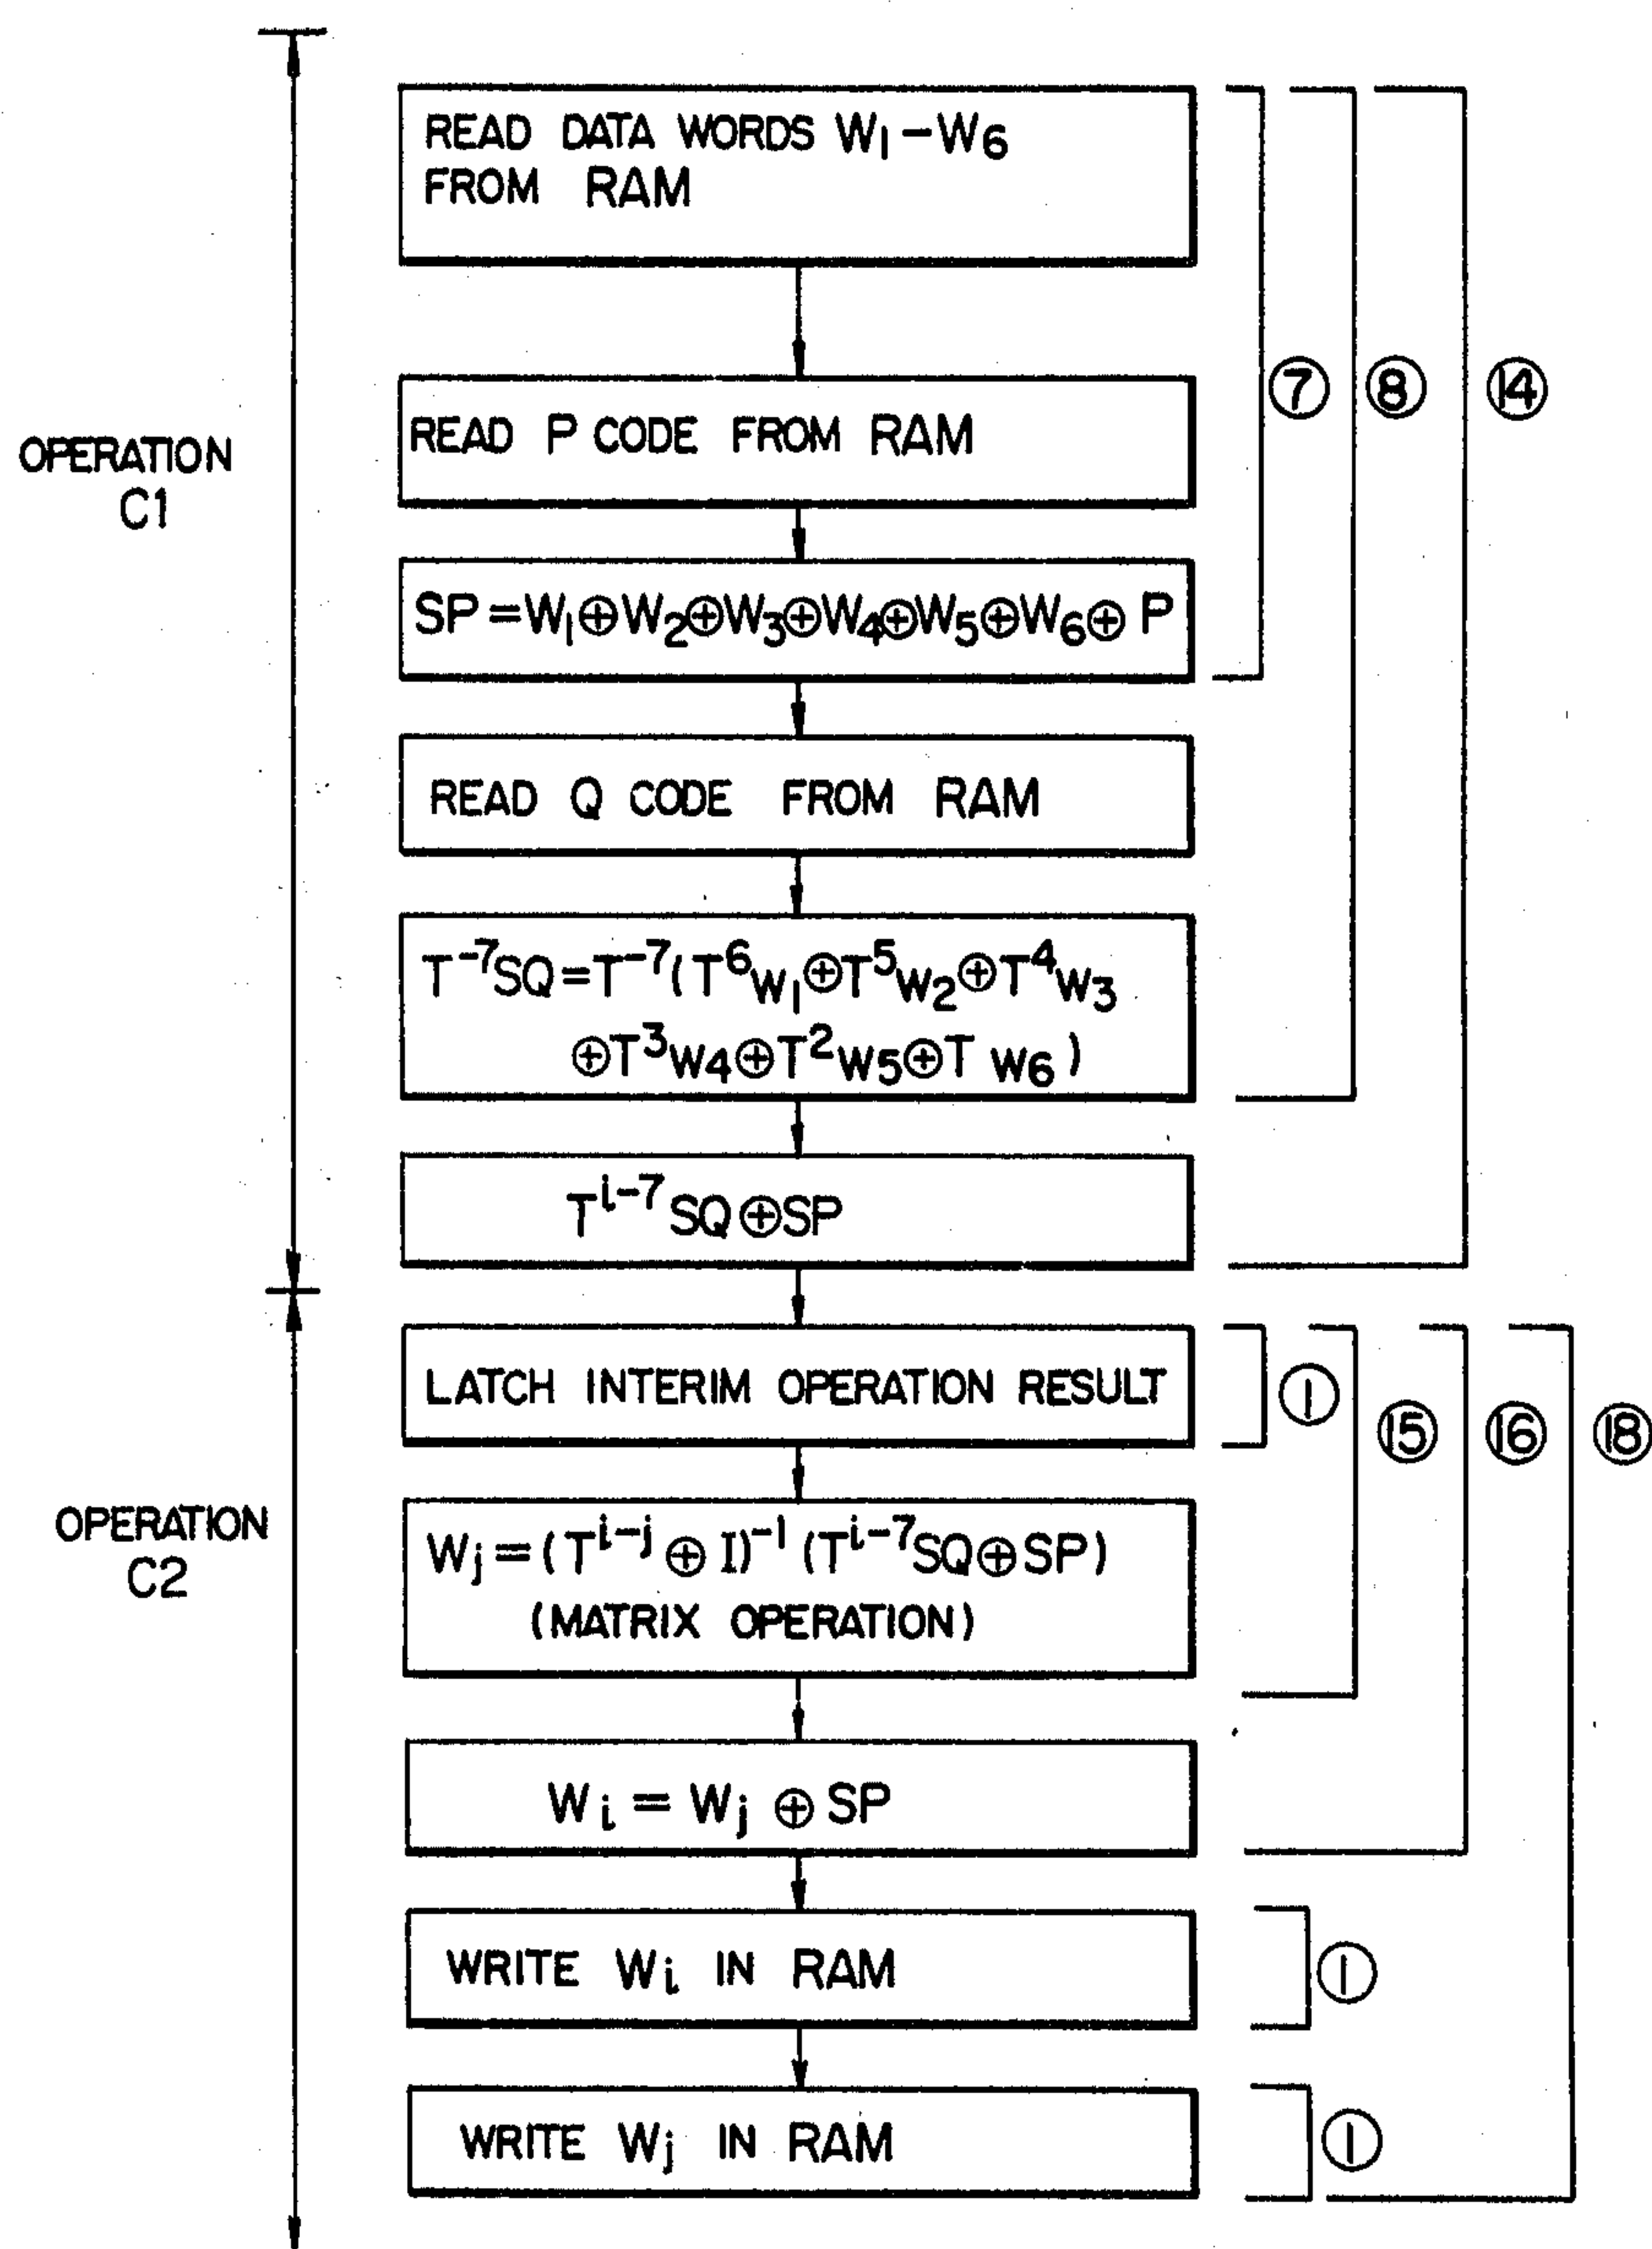 READ DATA WORDS W₁–W₆
FROM RAM
READ P CODE FROM RAM
⑦ ⑧ ⑭
OPERATION
C1
SP=W₁⊕W₂⊕W₃⊕W₄⊕W₅⊕W₆⊕ P
READ Q CODE FROM RAM
T⁻⁷SQ=T⁻⁷(T⁶W₁⊕T⁵W₂⊕T⁴W₃
⊕T³W₄⊕T²W₅⊕T W₆)
Tⁱ⁻⁷SQ⊕SP
LATCH INTERIM OPERATION RESULT
① ⑮ ⑯ ⑱
OPERATION
C2
Wⱼ=(Tⁱ⁻ʲ⊕I)⁻¹(Tⁱ⁻⁷SQ⊕SP)
(MATRIX OPERATION)
Wᵢ=Wⱼ⊕SP
WRITE Wᵢ IN RAM
①
WRITE Wⱼ IN RAM
①